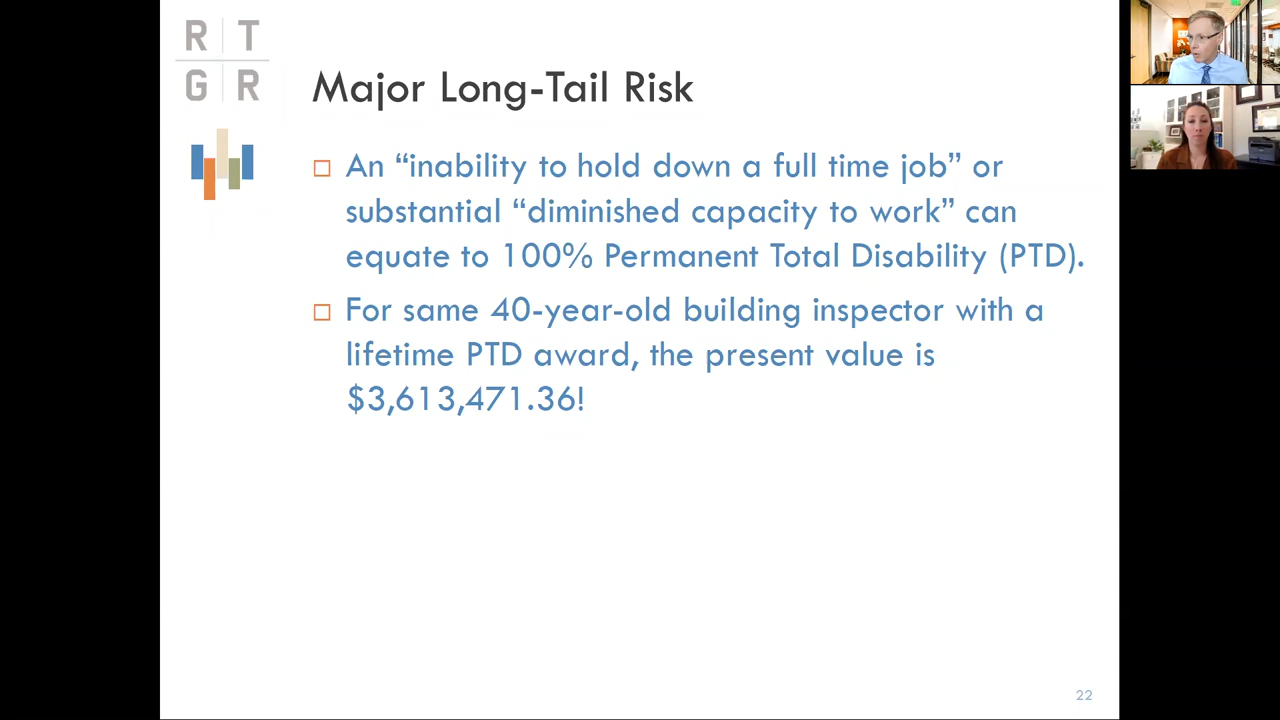 R T
G R
Major Long-Tail Risk
An “inability to hold down a full time job” or
substantial “diminished capacity to work” can
equate to 100% Permanent Total Disability (PTD).
For same 40-year-old building inspector with a
lifetime PTD award, the present value is
$3,613,471.36!
22